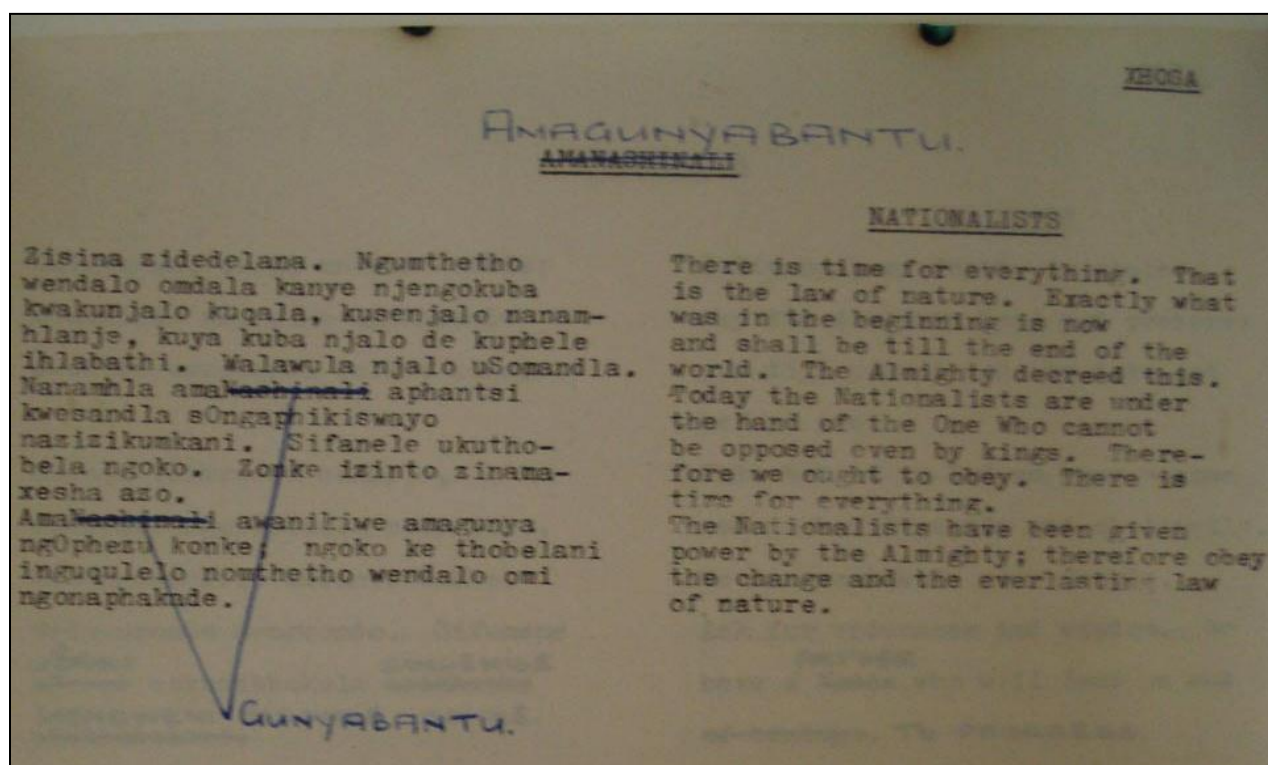 XHOSA
AMAGUNYABANTU.
AMANASHINALI
Zisina zidedelana. Ngumthetho
wendalo omdala kanye njengokuba
kwakunjalo kuqala, kusenjalo nanam-
hlanje, kuya kuba njalo de kuphele
ihlabathi. Walawula njalo uSomandla.
Nanamhla amaNashinali aphantsi
kwesandla sOngaphikiswayo
nazizikumkani. Sifanele ukutho-
bela ngoko. Zonke izinto zinama-
xesha azo.
AmaNashinali awanikiwe amagunya
ngOphezu konke; ngoko ke thobelani
inguqulelo nomthetho wendalo omi
ngonaphakade.
GUNYABANTU.
NATIONALISTS
There is time for everything. That
is the law of nature. Exactly what
was in the beginning is now
and shall be till the end of the
world. The Almighty decreed this.
Today the Nationalists are under
the hand of the One Who cannot
be opposed even by kings. There-
fore we ought to obey. There is
time for everything.
The Nationalists have been given
power by the Almighty; therefore obey
the change and the everlasting law
of nature.